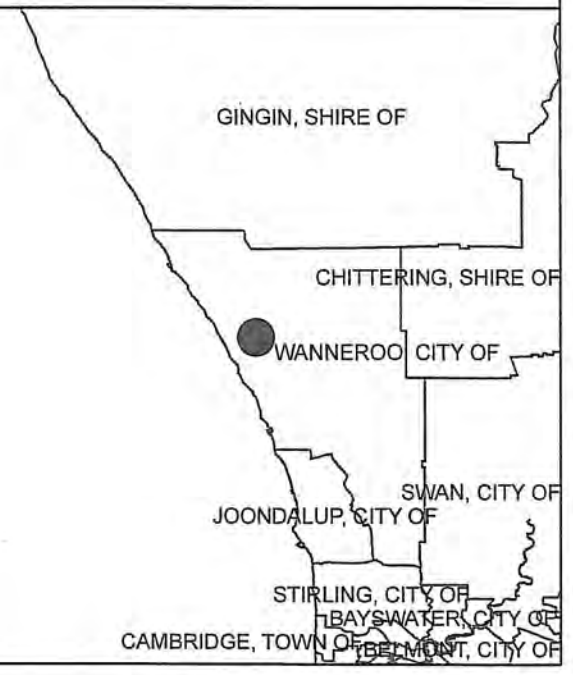 GINGIN, SHIRE OF
CHITTERING, SHIRE OF
WANNEROO, CITY OF
SWAN, CITY OF
JOONDALUP, CITY OF
STIRLING, CITY OF
BAYSWATER, CITY OF
CAMBRIDGE, TOWN OF
BELMONT, CITY OF